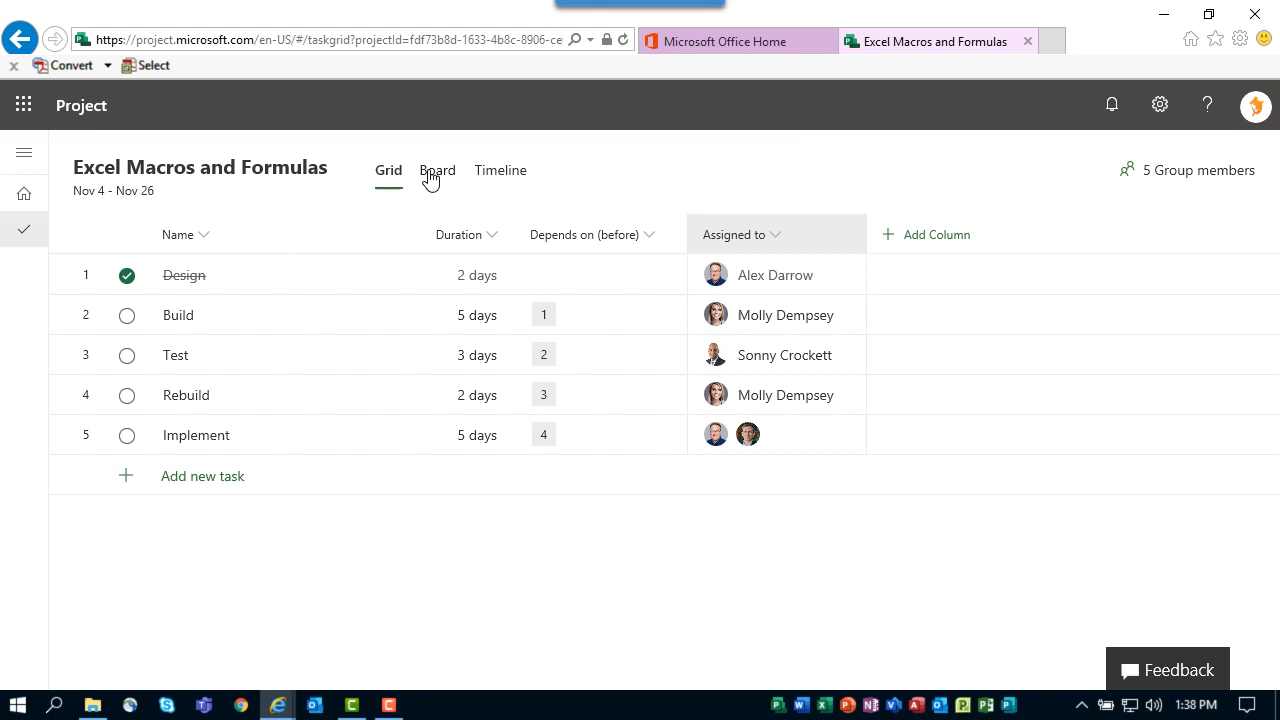 https://project.microsoft.com/en-US/#/taskgrid?projectId=fdf73b8d-1633-4b8c-8906-ce
Microsoft Office Home
Excel Macros and Formulas
Convert
Select
Project
Excel Macros and Formulas
Nov 4 - Nov 26
Grid
Board
Timeline
5 Group members
Name
Duration
Depends on (before)
Assigned to
Add Column
1 Design 2 days Alex Darrow
2 Build 5 days 1 Molly Dempsey
3 Test 3 days 2 Sonny Crockett
4 Rebuild 2 days 3 Molly Dempsey
5 Implement 5 days 4
Add new task
Feedback
1:38 PM